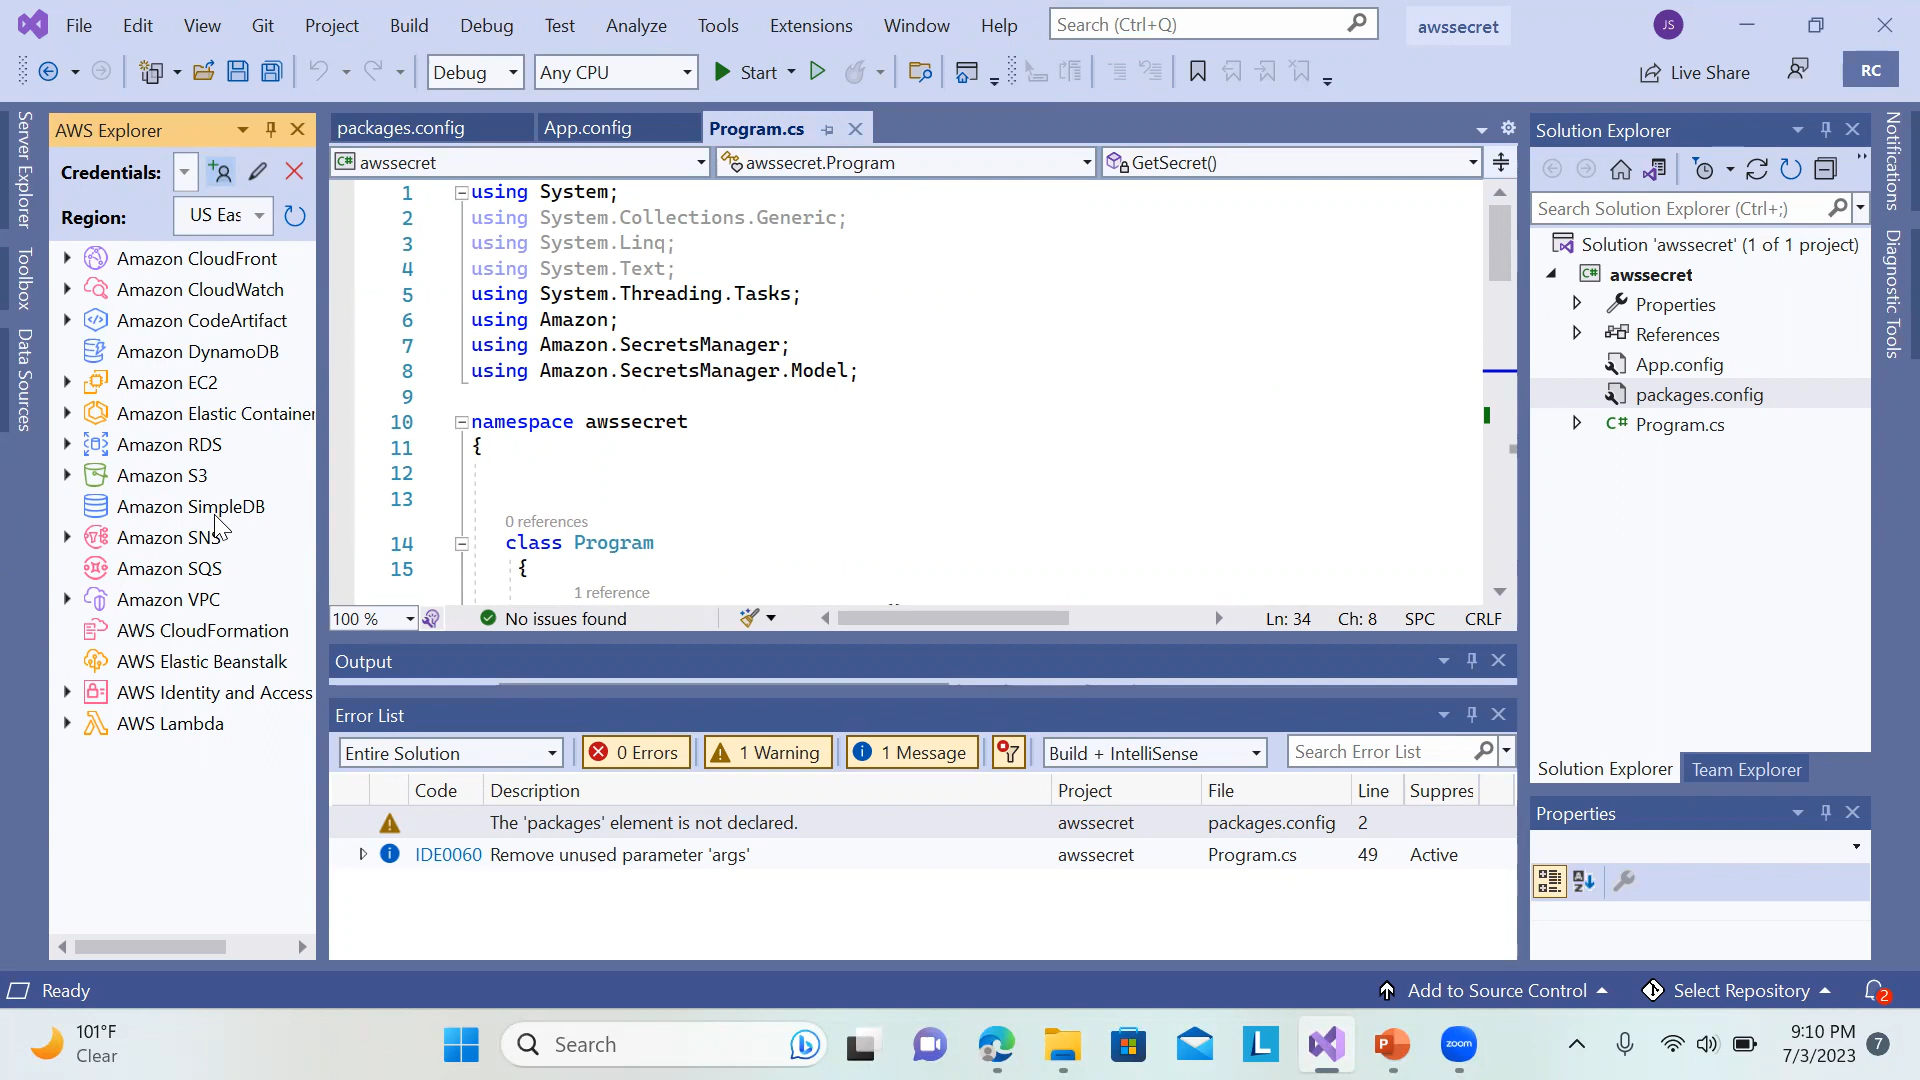 File Edit View Git Project Build Debug Test Analyze Tools Extensions Window Help Search (Ctrl+Q) awssecret JS
Debug Any CPU Start Live Share RC
Server Explorer
Toolbox
Data Sources
AWS Explorer
Credentials:
Region: US Eas
Amazon CloudFront
Amazon CloudWatch
Amazon CodeArtifact
Amazon DynamoDB
Amazon EC2
Amazon Elastic Container
Amazon RDS
Amazon S3
Amazon SimpleDB
Amazon SNS
Amazon SQS
Amazon VPC
AWS CloudFormation
AWS Elastic Beanstalk
AWS Identity and Access
AWS Lambda
packages.config App.config Program.cs
C# awssecret awssecret.Program GetSecret()
1 using System;
2 using System.Collections.Generic;
3 using System.Linq;
4 using System.Text;
5 using System.Threading.Tasks;
6 using Amazon;
7 using Amazon.SecretsManager;
8 using Amazon.SecretsManager.Model;
9
10 namespace awssecret
11 {
12
13
0 references
14 class Program
15 {
1 reference
100 % No issues found Ln: 34 Ch: 8 SPC CRLF
Output
Error List
Entire Solution 0 Errors 1 Warning 1 Message Build + IntelliSense Search Error List
Code Description Project File Line Suppres
The 'packages' element is not declared. awssecret packages.config 2
IDE0060 Remove unused parameter 'args' awssecret Program.cs 49 Active
Solution Explorer
Search Solution Explorer (Ctrl+;)
Solution 'awssecret' (1 of 1 project)
C# awssecret
Properties
References
App.config
packages.config
C# Program.cs
Solution Explorer Team Explorer
Properties
Notifications
Diagnostic Tools
Ready Add to Source Control Select Repository 2
101°F
Clear
Search L P zoom
9:10 PM
7/3/2023 7